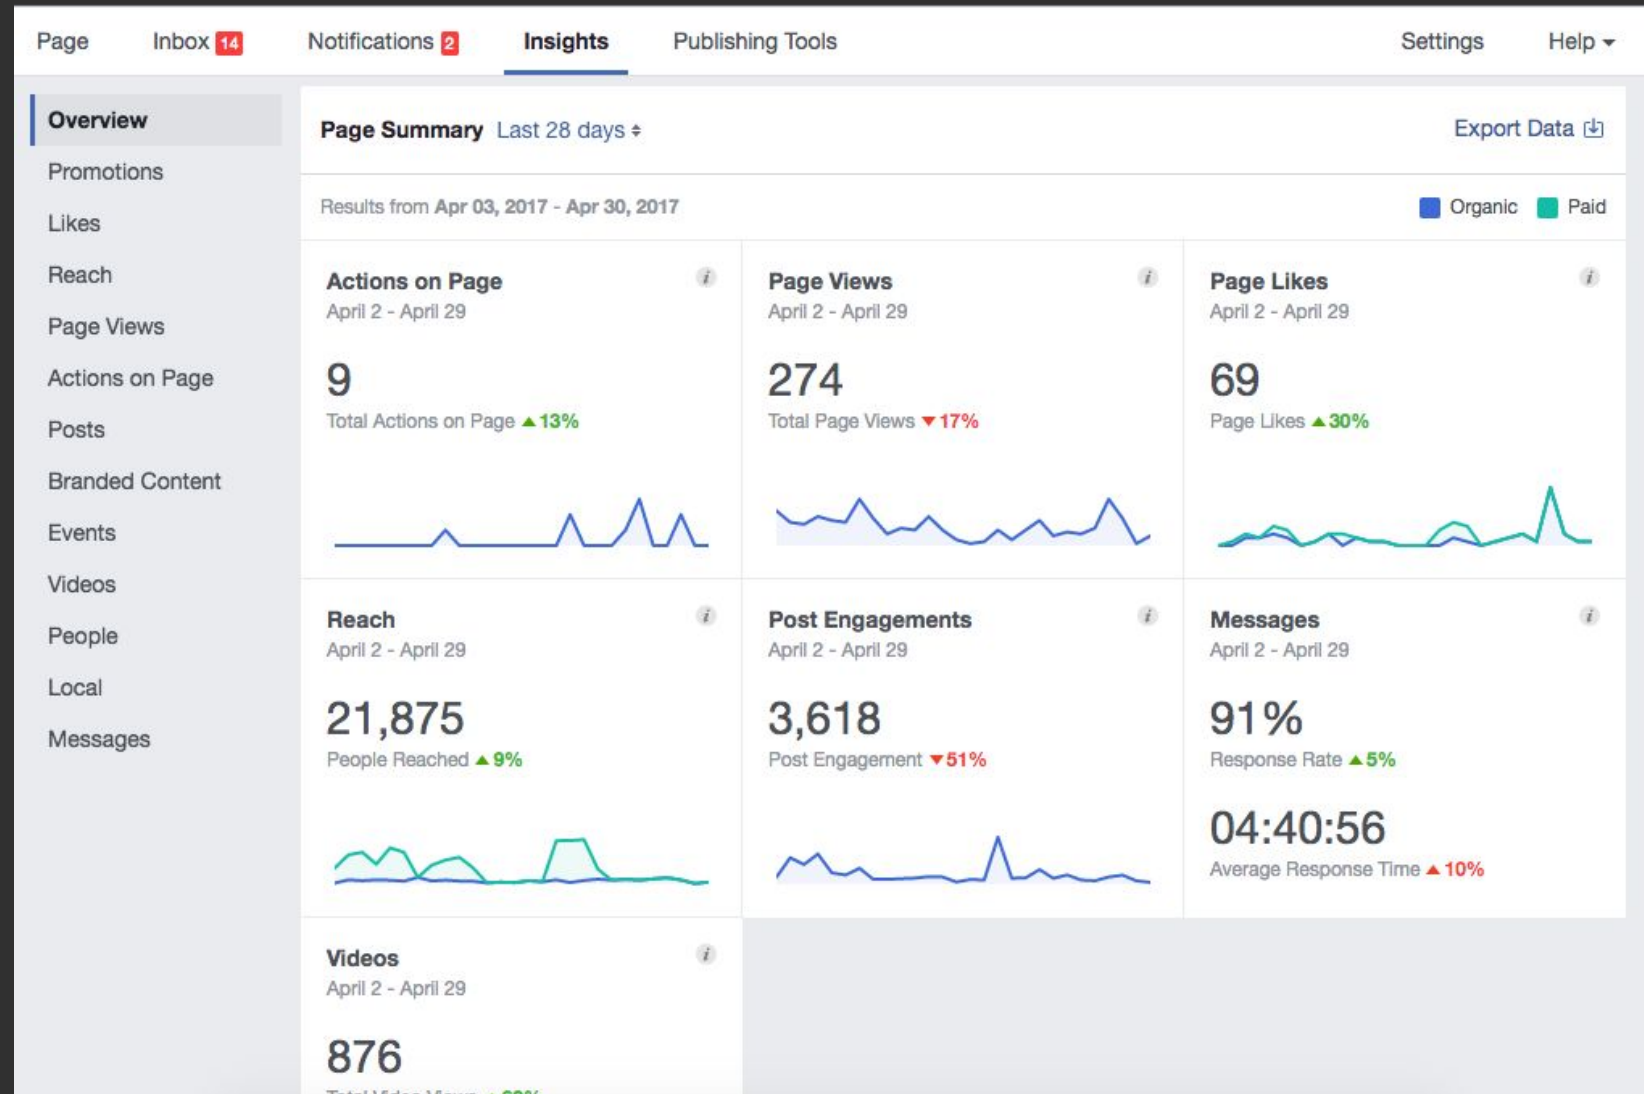 Page Inbox 14 Notifications 2 Insights Publishing Tools Settings Help
Overview
Promotions
Likes
Reach
Page Views
Actions on Page
Posts
Branded Content
Events
Videos
People
Local
Messages
Page Summary Last 28 days
Export Data
Results from Apr 03, 2017 - Apr 30, 2017
Organic Paid
Actions on Page
April 2 - April 29
9
Total Actions on Page 13%
Page Views
April 2 - April 29
274
Total Page Views 17%
Page Likes
April 2 - April 29
69
Page Likes 30%
Reach
April 2 - April 29
21,875
People Reached 9%
Post Engagements
April 2 - April 29
3,618
Post Engagement 51%
Messages
April 2 - April 29
91%
Response Rate 5%
04:40:56
Average Response Time 10%
Videos
April 2 - April 29
876
Total Video Views